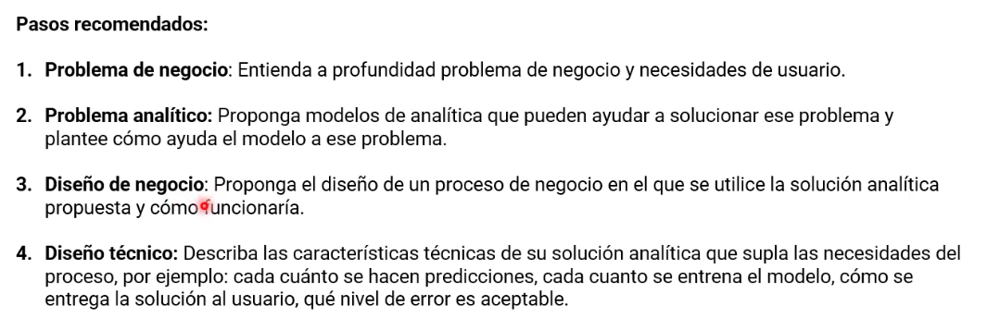 Pasos recomendados:
1. Problema de negocio: Entienda a profundidad problema de negocio y necesidades de usuario.
2. Problema analítico: Proponga modelos de analítica que pueden ayudar a solucionar ese problema y
plantee cómo ayuda el modelo a ese problema.
3. Diseño de negocio: Proponga el diseño de un proceso de negocio en el que se utilice la solución analítica
propuesta y cómo funcionaría.
4. Diseño técnico: Describa las características técnicas de su solución analítica que supla las necesidades del
proceso, por ejemplo: cada cuánto se hacen predicciones, cada cuanto se entrena el modelo, cómo se
entrega la solución al usuario, qué nivel de error es aceptable.